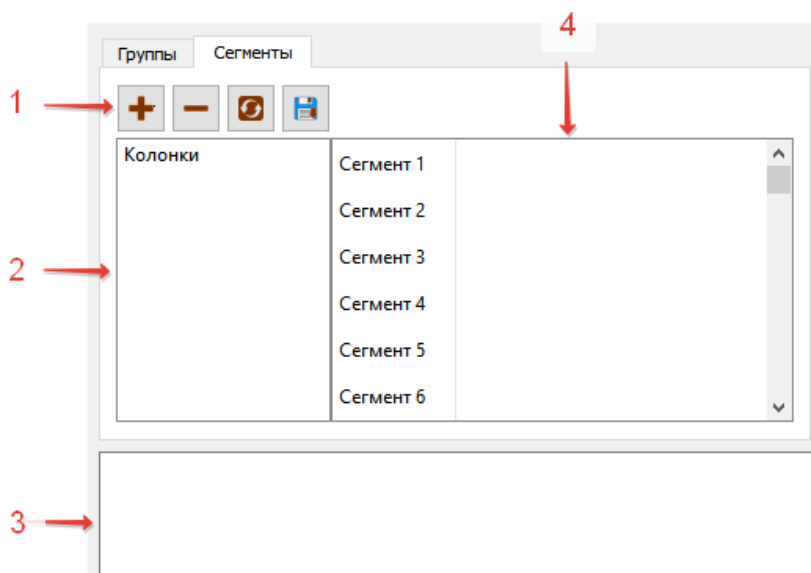 4
Группы Сегменты
1
Колонки
Сегмент 1
Сегмент 2
2
Сегмент 3
Сегмент 4
Сегмент 5
Сегмент 6
3